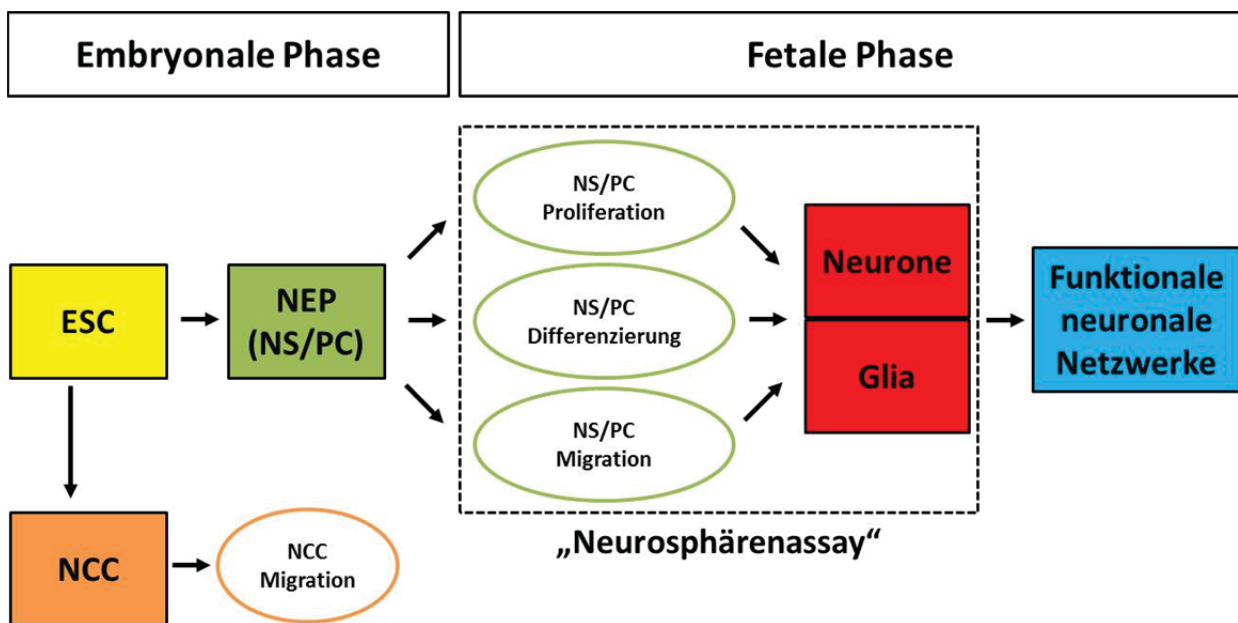 Embryonale Phase
Fetale Phase
ESC
NEP
(NS/PC)
NS/PC
Proliferation
NS/PC
Differenzierung
NS/PC
Migration
Neurone
Glia
Funktionale
neuronale
Netzwerke
NCC
NCC
Migration
„Neurosphärenassay“